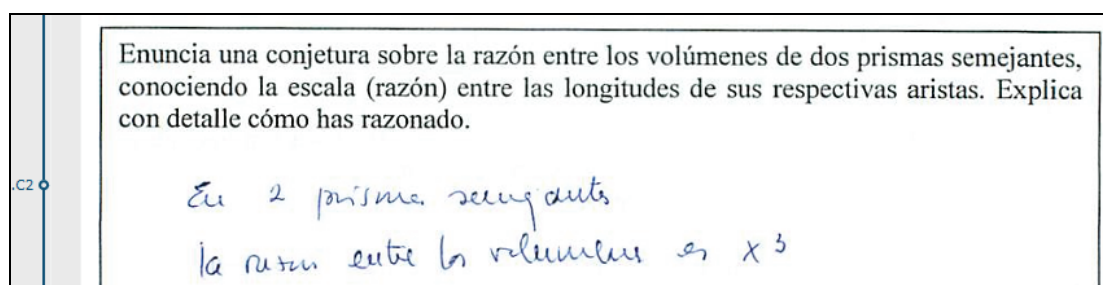 Enuncia una conjetura sobre la razón entre los volúmenes de dos prismas semejantes,
conociendo la escala (razón) entre las longitudes de sus respectivas aristas. Explica
con detalle cómo has razonado.
.C2
En 2 prisma semejantes
la razon entre los volumenes es x³